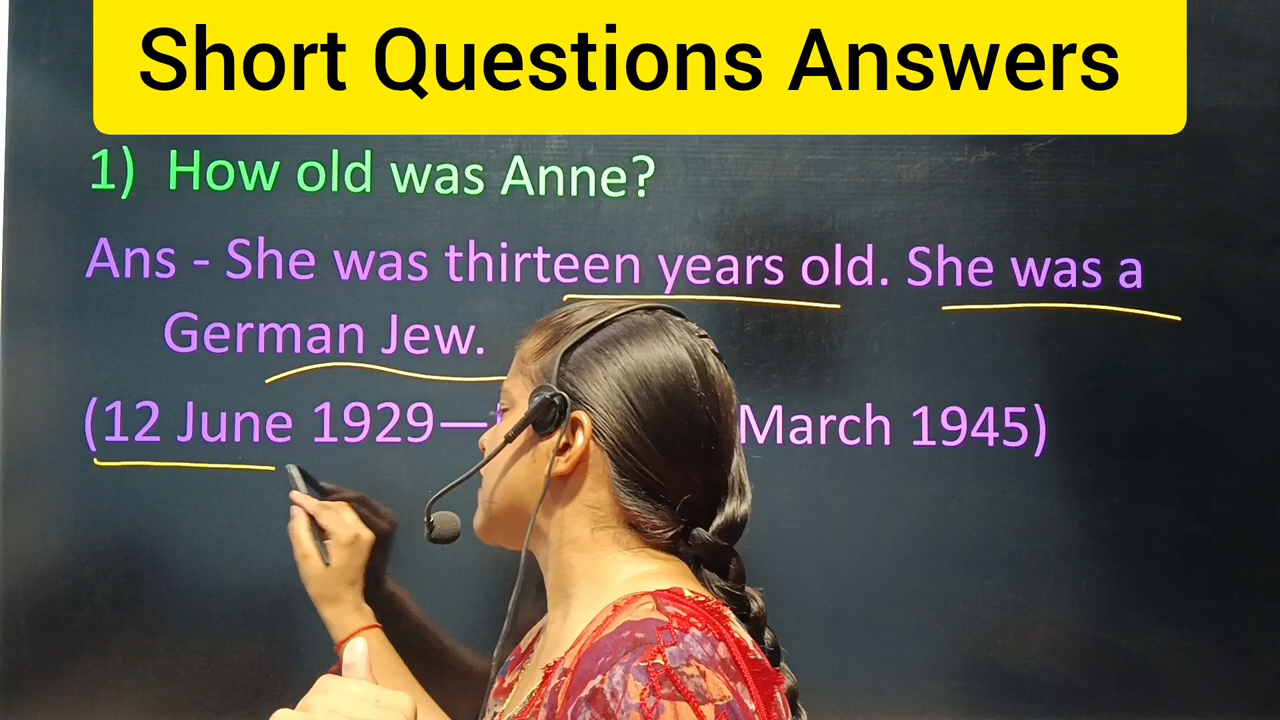 Short Questions Answers
1) How old was Anne?
Ans - She was thirteen years old. She was a
German Jew.
(12 June 1929— March 1945)